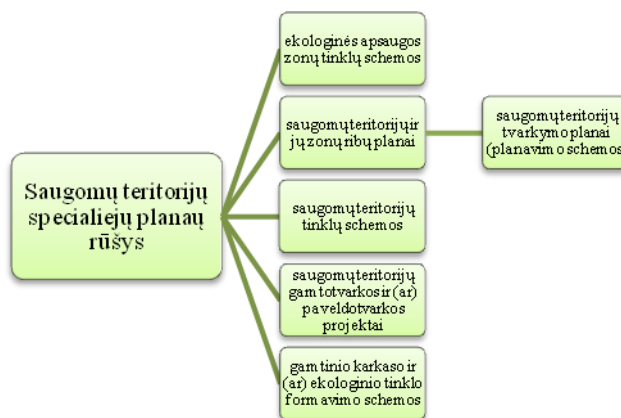 Saugomų teritorijų
specialiejų planaų
rūšys
ekologinės apsaugos
zonų tinklų schemos
saugomų teritorijų ir
jų zonų ribų planai
saugomų teritorijų
tvarkymo planai
(planavimo schemos
saugomų teritorijų
tinklų schemos
saugomų teritorijų
gamtotvarkos ir (ar)
paveldotvarkos
projektai
gamtinio karkaso ir
(ar) ekologinio tinklo
formavimo schemos